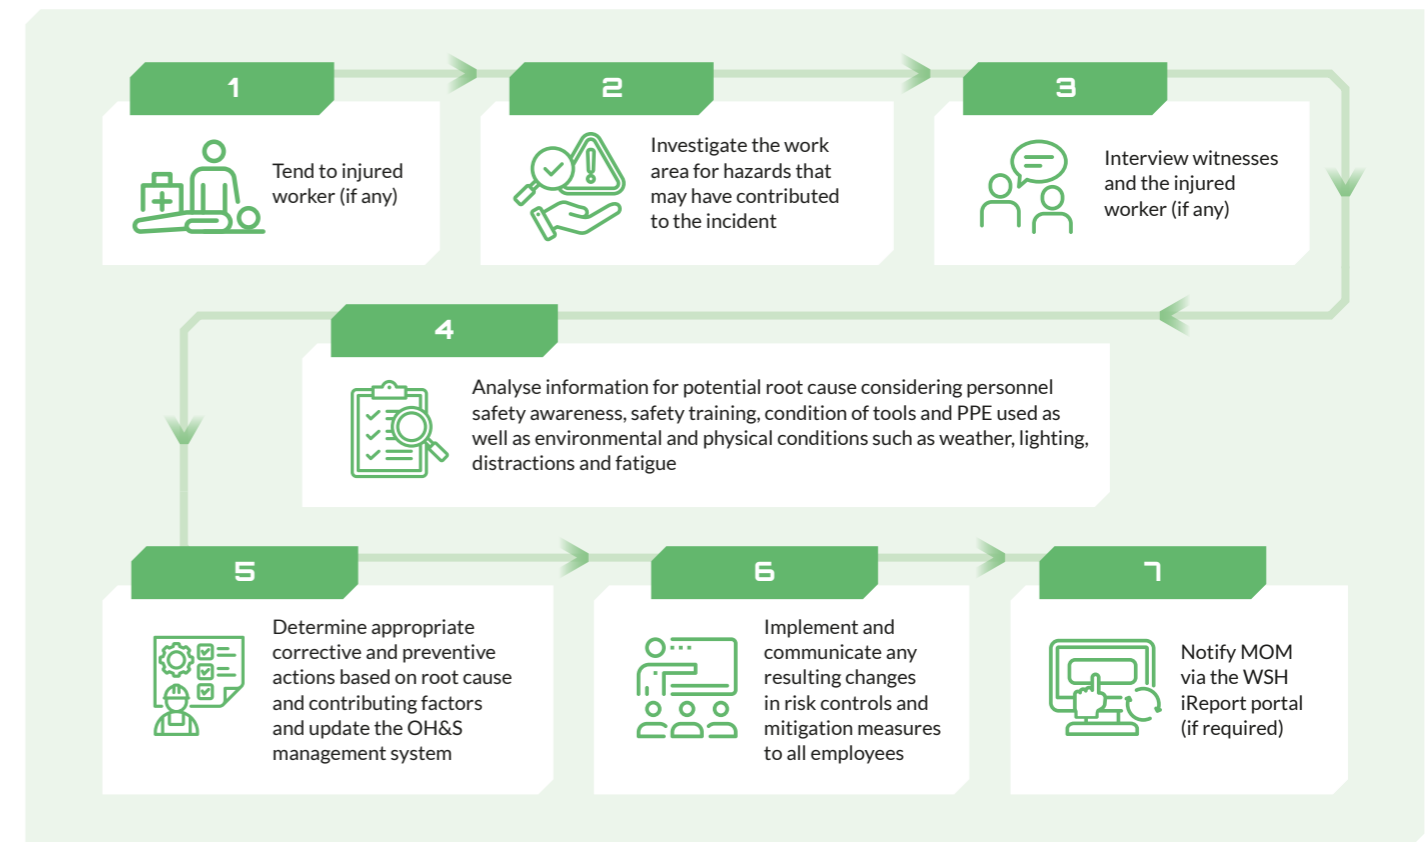 1
Tend to injured
worker (if any)
2
Investigate the work
area for hazards that
may have contributed
to the incident
3
Interview witnesses
and the injured
worker (if any)
4
Analyse information for potential root cause considering personnel
safety awareness, safety training, condition of tools and PPE used as
well as environmental and physical conditions such as weather, lighting,
distractions and fatigue
5
Determine appropriate
corrective and preventive
actions based on root cause
and contributing factors
and update the OH&S
management system
6
Implement and
communicate any
resulting changes
in risk controls and
mitigation measures
to all employees
7
Notify MOM
via the WSH
iReport portal
(if required)